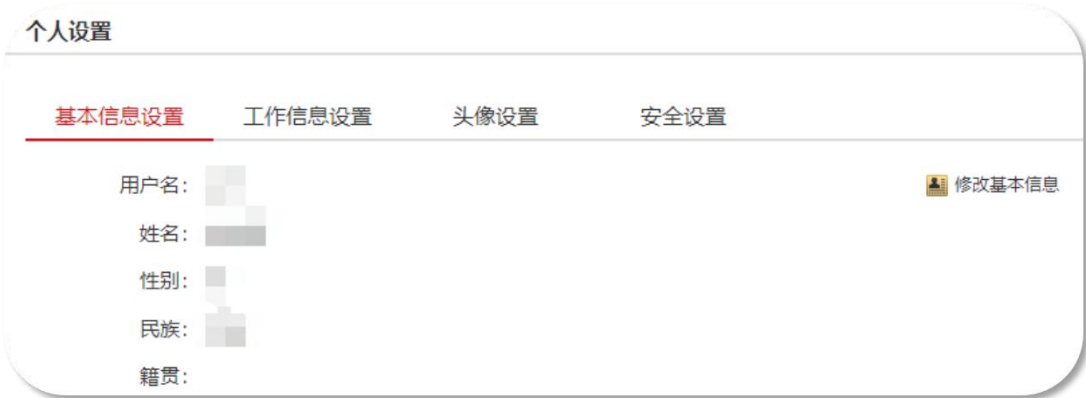 个人设置
基本信息设置 工作信息设置 头像设置 安全设置
用户名： 修改基本信息
姓名：
性别：
民族：
籍贯：